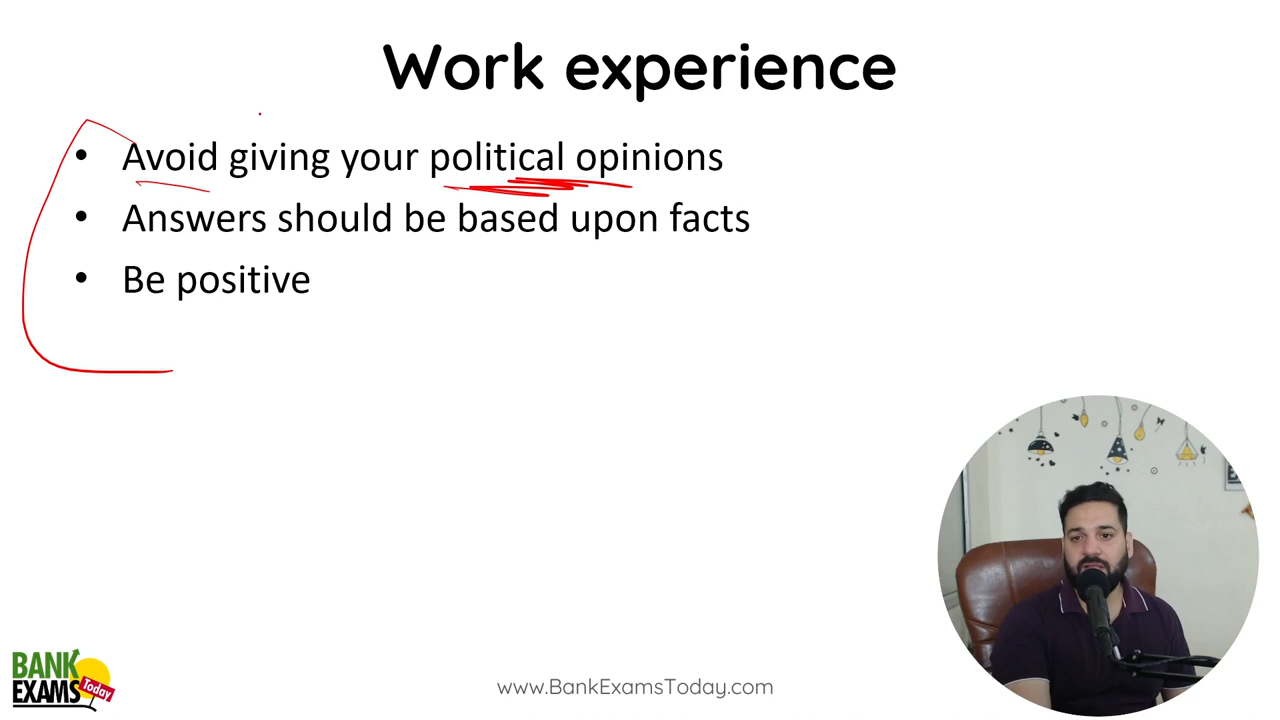 Work experience
• Avoid giving your political opinions
• Answers should be based upon facts
• Be positive
BANK
EXAMS
Today
www.BankExamsToday.com